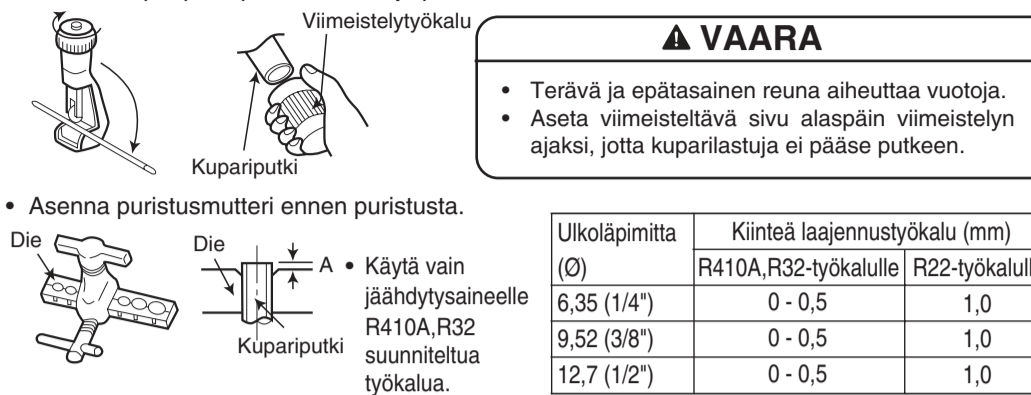 Viimeistelytyökalu
Kupariputki
VAARA
• Terävä ja epätasainen reuna aiheuttaa vuotoja.
• Aseta viimeisteltävä sivu alaspäin viimeistelyn
ajaksi, jotta kuparilastuja ei pääse putkeen.
• Asenna puristusmutteri ennen puristusta.
Die
Die
A
Kupariputki
• Käytä vain
jäähdytysaineelle
R410A,R32
suunniteltua
työkalua.
Ulkoläpimitta (Ø) Kiinteä laajennustyökalu (mm)
R410A,R32-työkalulle R22-työkalull
6,35 (1/4") 0 - 0,5 1,0
9,52 (3/8") 0 - 0,5 1,0
12,7 (1/2") 0 - 0,5 1,0